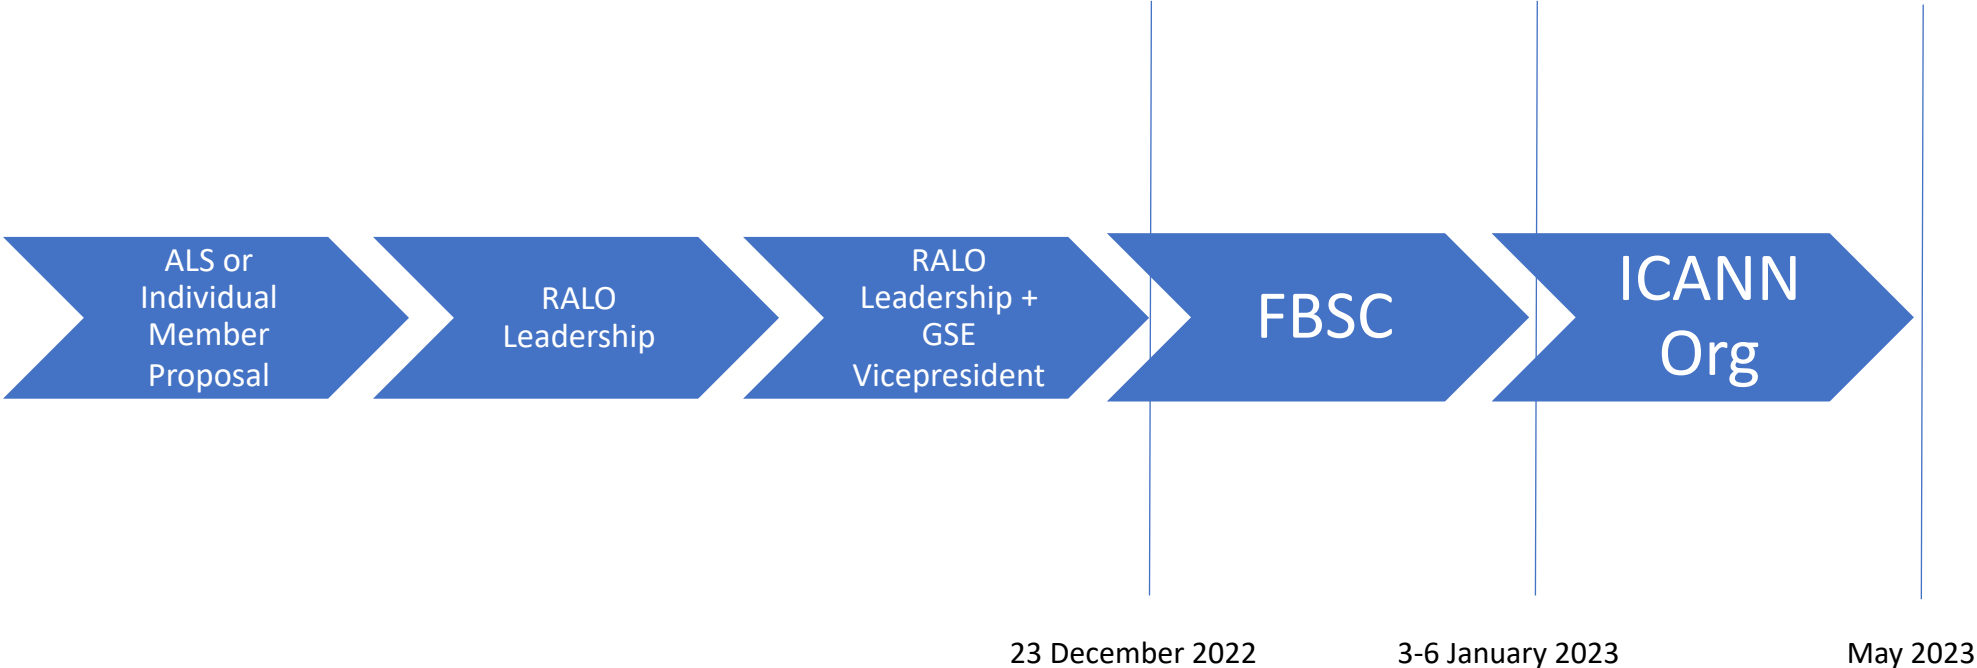 ALS or
Individual
Member
Proposal
RALO
Leadership
RALO
Leadership +
GSE
Vicepresident
FBSC
ICANN
Org
23 December 2022
3-6 January 2023
May 2023